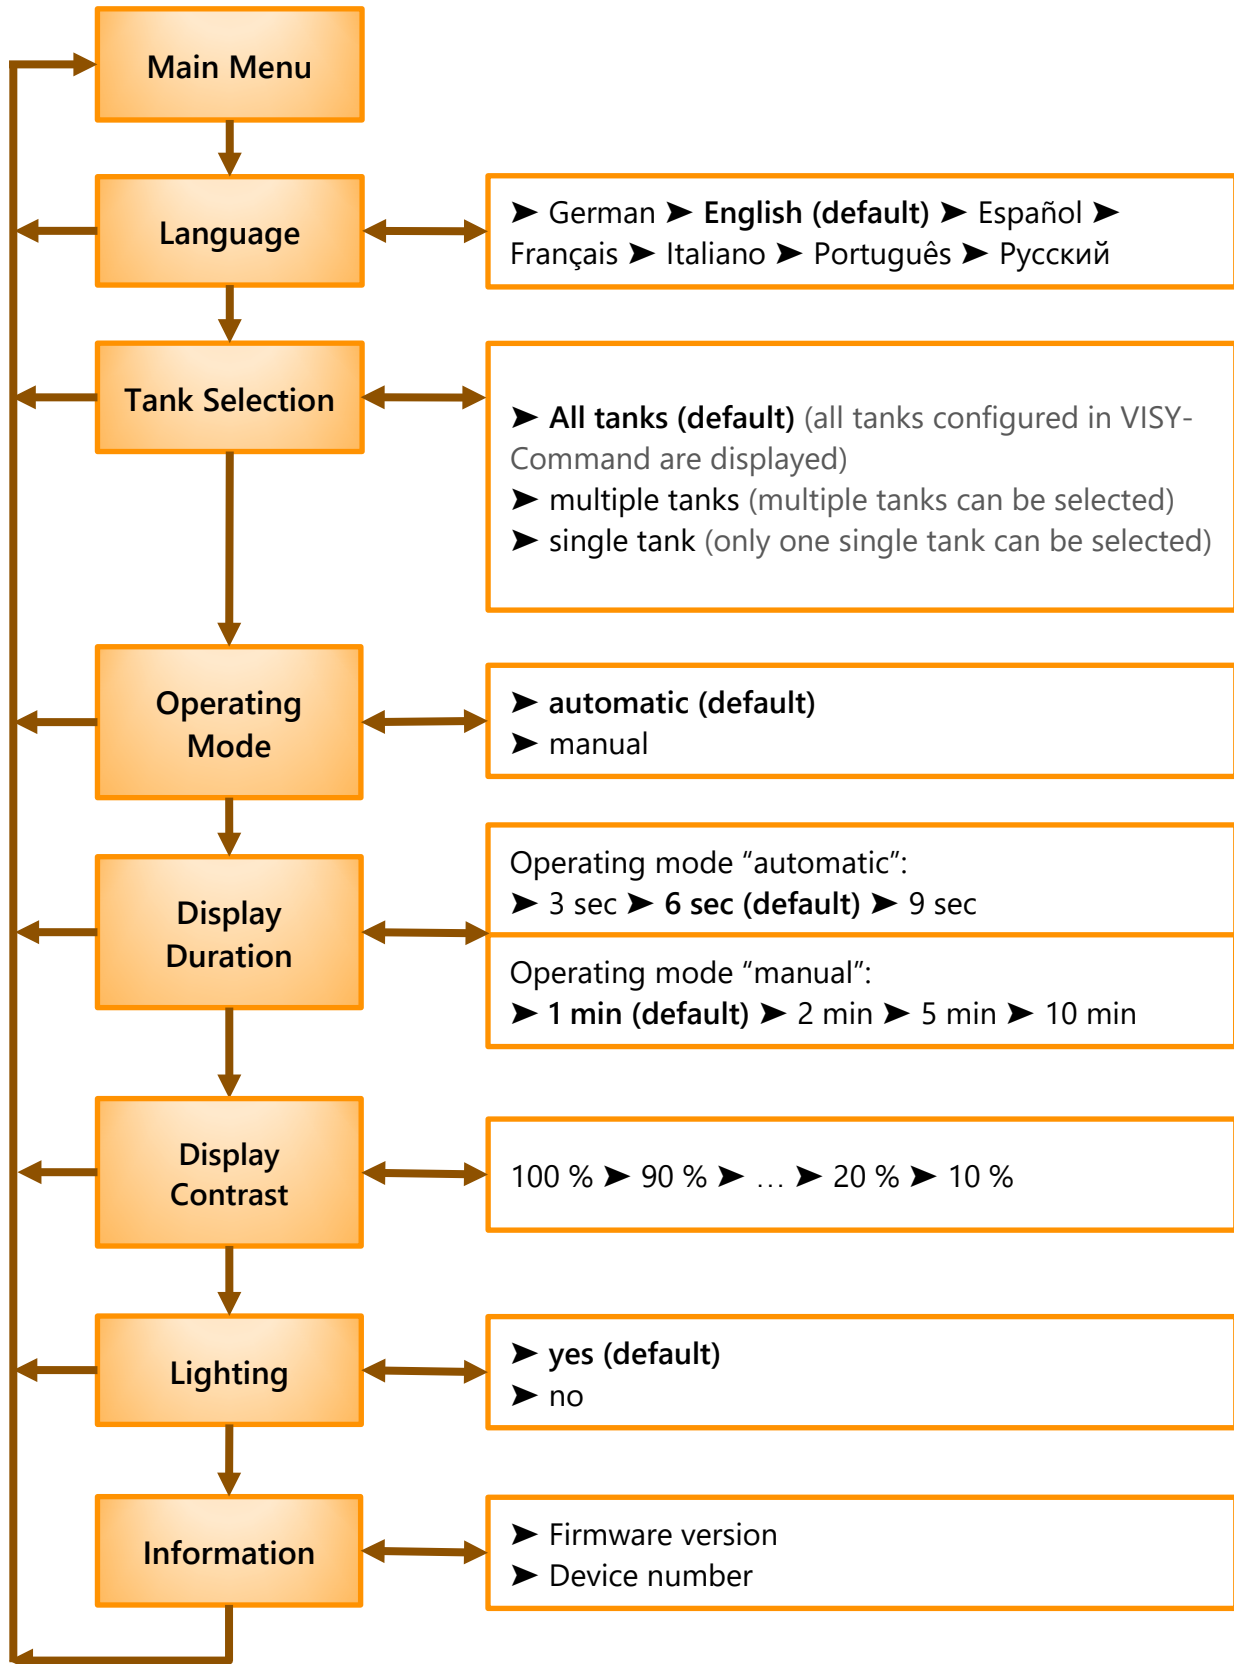 Main Menu
Language
➤ German ➤ English (default) ➤ Español ➤
Français ➤ Italiano ➤ Português ➤ Русский
Tank Selection
➤ All tanks (default) (all tanks configured in VISY-
Command are displayed)
➤ multiple tanks (multiple tanks can be selected)
➤ single tank (only one single tank can be selected)
Operating
Mode
➤ automatic (default)
➤ manual
Display
Duration
Operating mode “automatic”:
➤ 3 sec ➤ 6 sec (default) ➤ 9 sec
Operating mode “manual”:
➤ 1 min (default) ➤ 2 min ➤ 5 min ➤ 10 min
Display
Contrast
100 % ➤ 90 % ➤ … ➤ 20 % ➤ 10 %
Lighting
➤ yes (default)
➤ no
Information
➤ Firmware version
➤ Device number